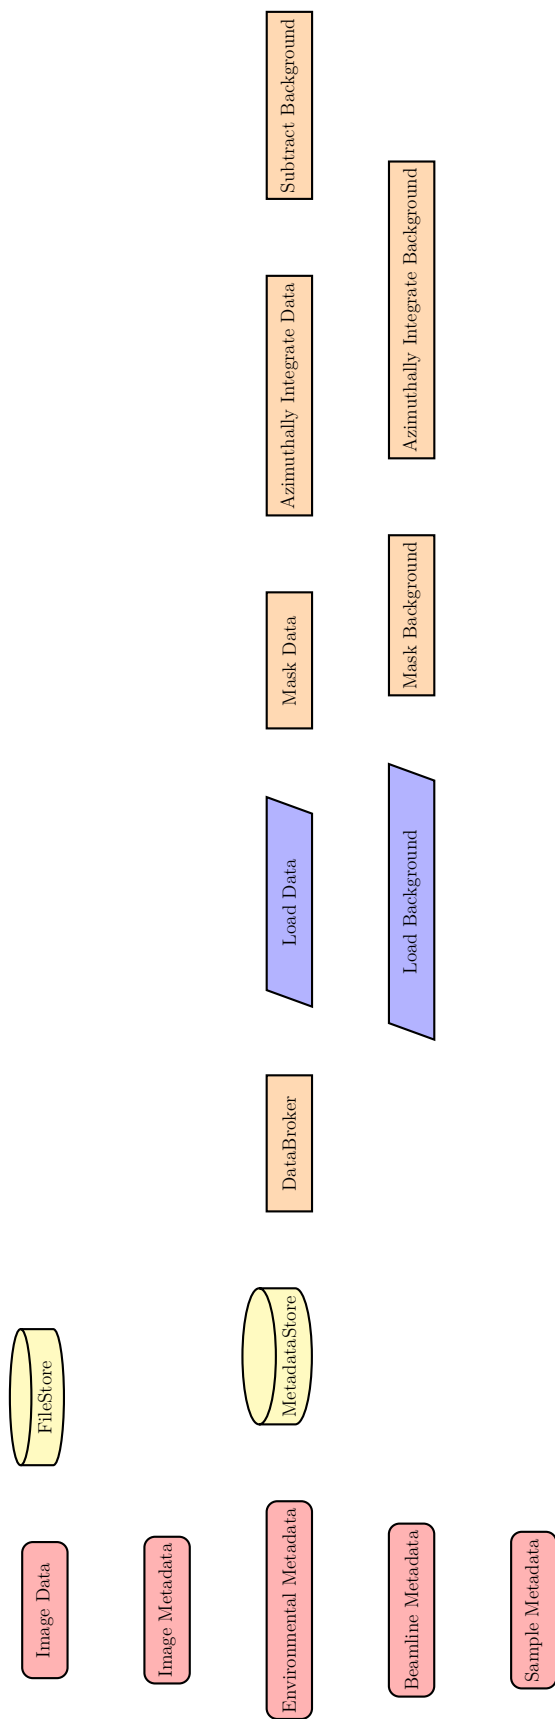 Image Data
FileStore
Image Metadata
Environmental Metadata
MetadataStore
DataBroker
Load Data
Mask Data
Azimuthally Integrate Data
Subtract Background
Beamline Metadata
Load Background
Mask Background
Azimuthally Integrate Background
Sample Metadata